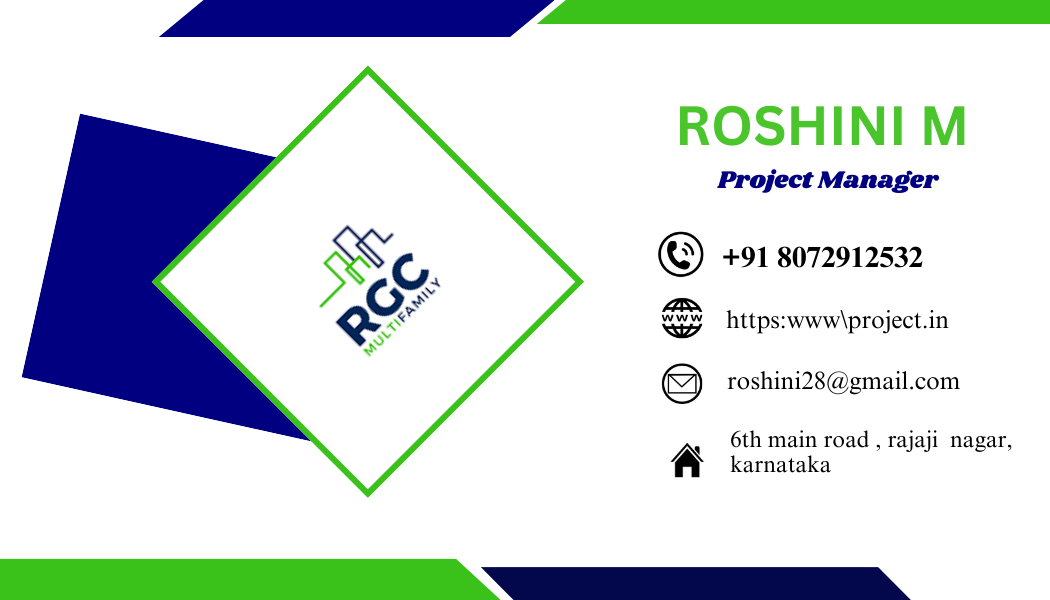 RGC
MULTIFAMILY
ROSHINI M
Project Manager
+91 8072912532
WWW
https:www\project.in
roshini28@gmail.com
6th main road , rajaji  nagar,
karnataka